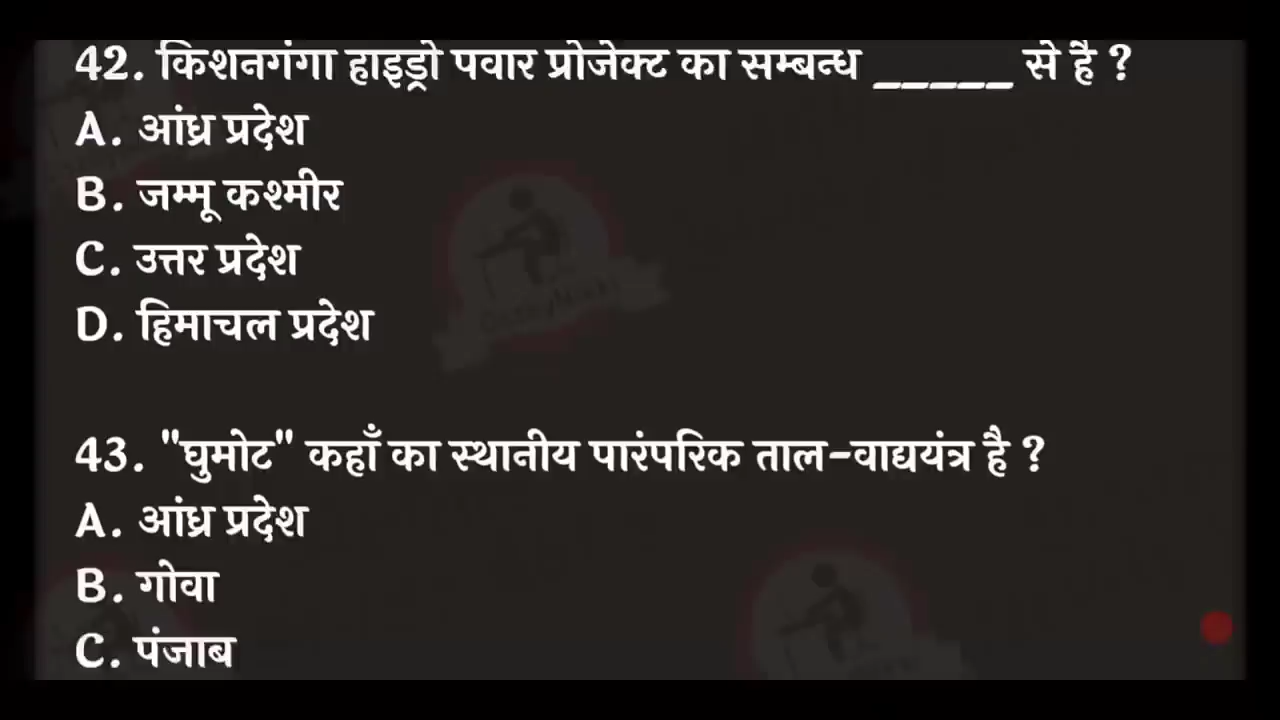 42. किशनगंगा हाइड्रो पवार प्रोजेक्ट का सम्बन्ध _____ से है ?
A. आंध्र प्रदेश
B. जम्मू कश्मीर
C. उत्तर प्रदेश
D. हिमाचल प्रदेश
43. "घुमोट" कहाँ का स्थानीय पारंपरिक ताल-वाद्ययंत्र है ?
A. आंध्र प्रदेश
B. गोवा
C. पंजाब